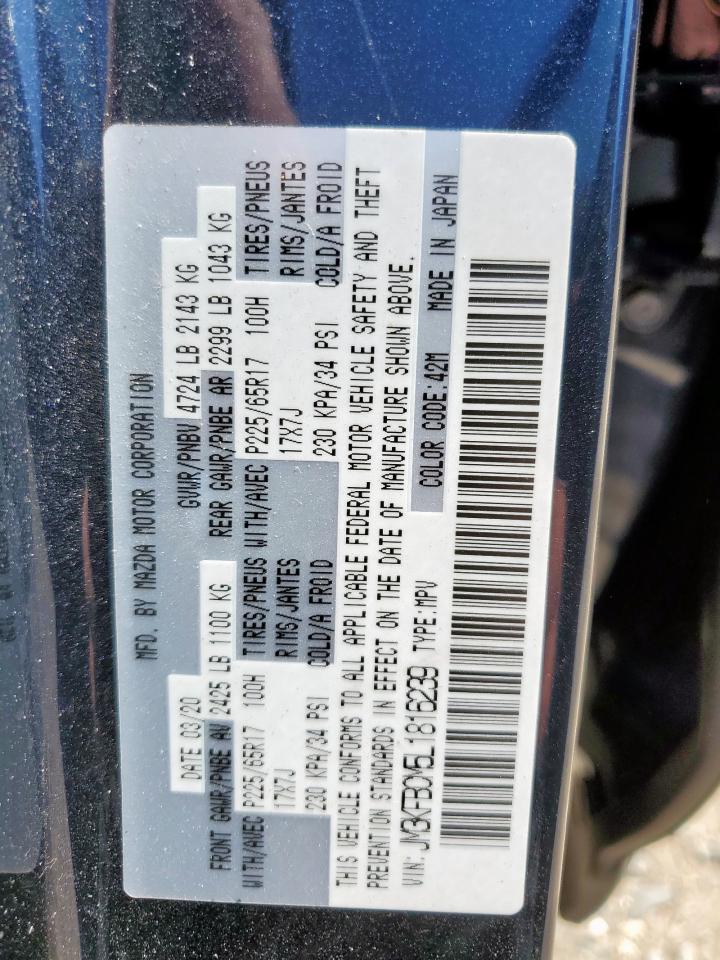 MFD. BY MAZDA MOTOR CORPORATION
DATE 03/20 GVWR/PNBV 4724 LB 2143 KG
FRONT GAWR/PNBE AV 2425 LB 1100 KG REAR GAWR/PNBE AR 2299 LB 1043 KG
WITH/AVEC P225/65R17 100H TIRES/PNEUS WITH/AVEC P225/65R17 100H TIRES/PNEUS
17X7J RIMS/JANTES 17X7J RIMS/JANTES
230 KPA/34 PSI COLD/A FROID 230 KPA/34 PSI COLD/A FROID
THIS VEHICLE CONFORMS TO ALL APPLICABLE FEDERAL MOTOR VEHICLE SAFETY AND THEFT
PREVENTION STANDARDS IN EFFECT ON THE DATE OF MANUFACTURE SHOWN ABOVE.
VIN: JM3KFBCM5L1816239 TYPE:MPV COLOR CODE:42M MADE IN JAPAN